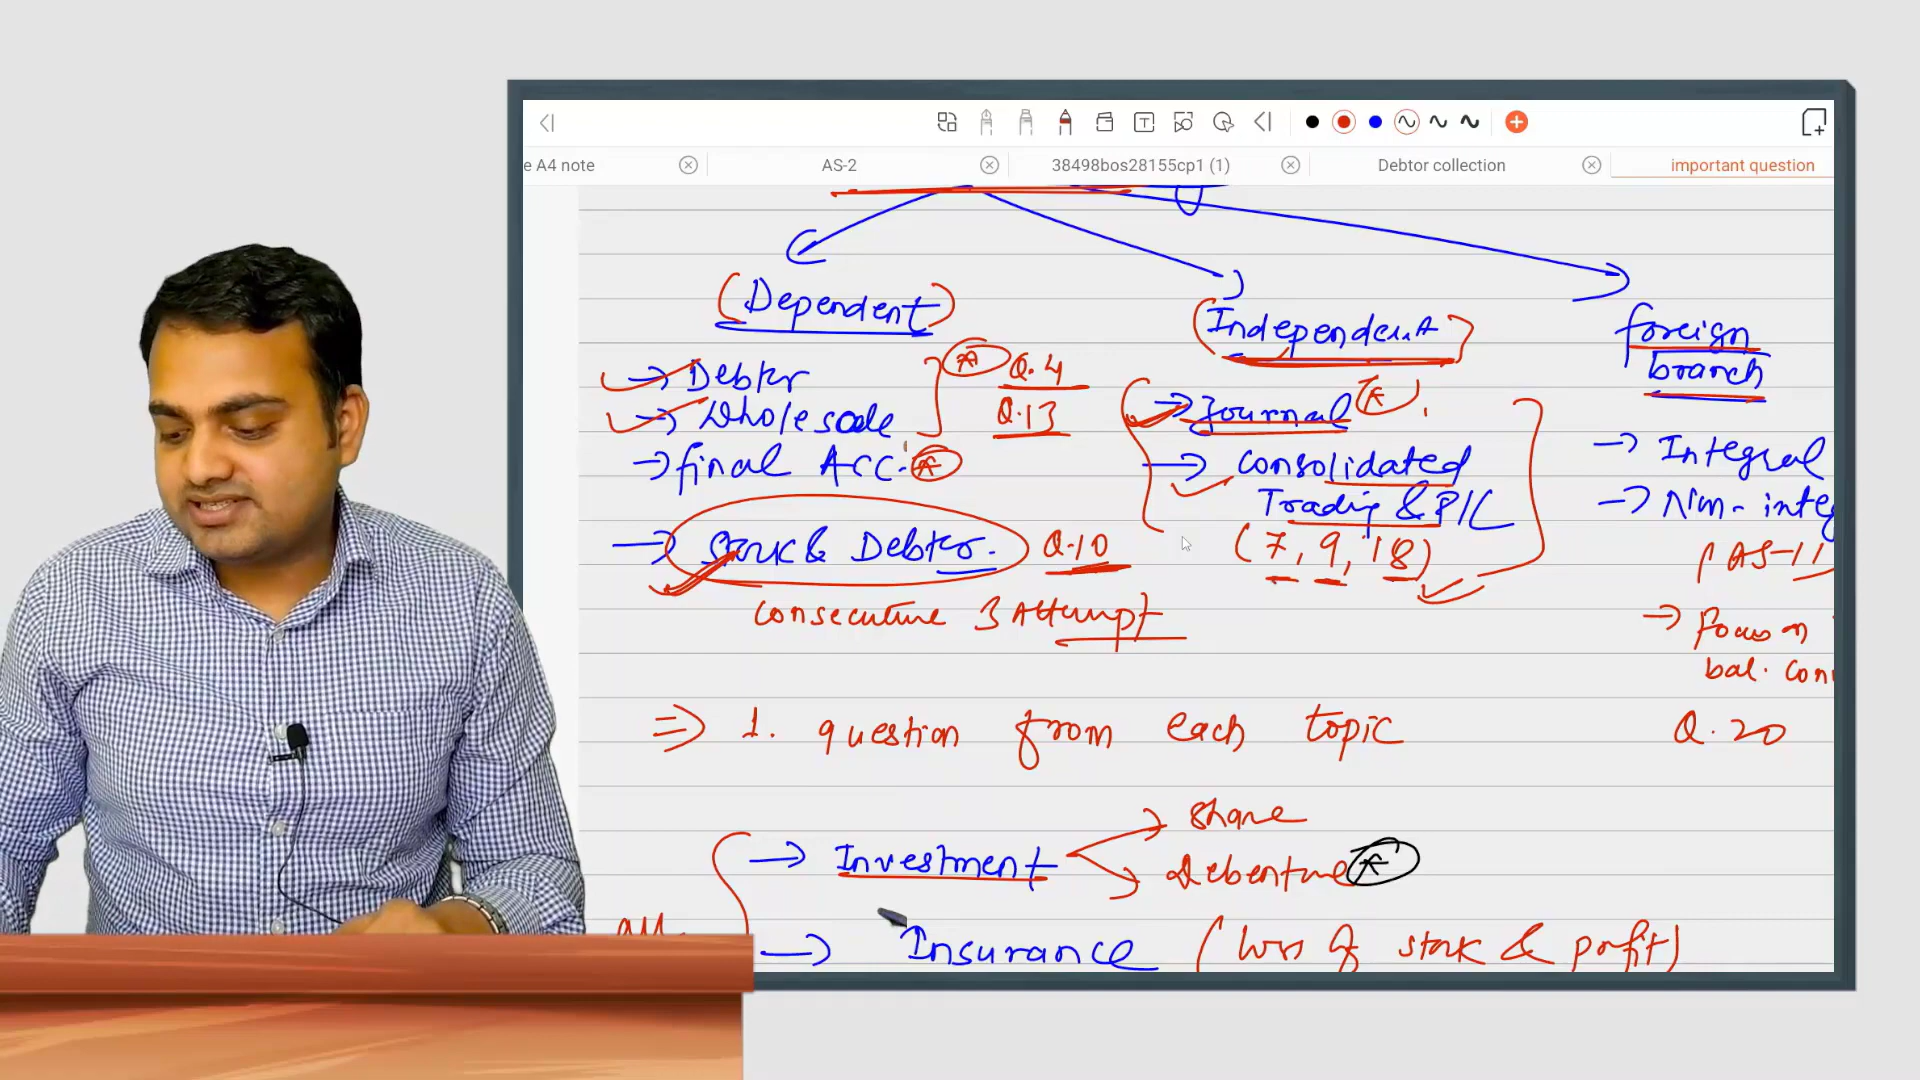 e A4 note
AS-2
38498bos28155cp1 (1)
Debtor collection
important question
(Dependent)
(Independent)
foreign
branch
→ Debtor
Q.4
→ Wholesale
Q.13
→ final Acc.
→ Stock & Debtor.
Q.10
→ Journal
→ Consolidated
Trading & P/L
(7, 9, 18)
→ Integral
→ Non-integ
(AS-11
→ focus on
bal. con
Consecutive 3 Attempt
⇒ 1. question from each topic
Q.20
→ Investment
→ Share
→ Debenture
→ Insurance (loss of stock & profit)